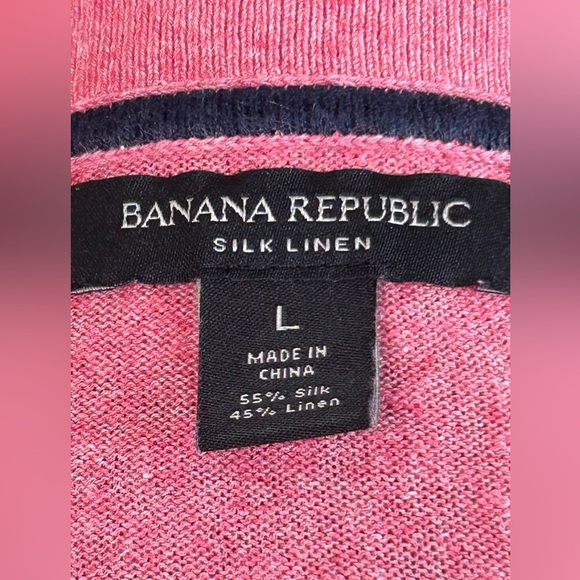 BANANA REPUBLIC
SILK LINEN
L
MADE IN
CHINA
55% Silk
45% Linen